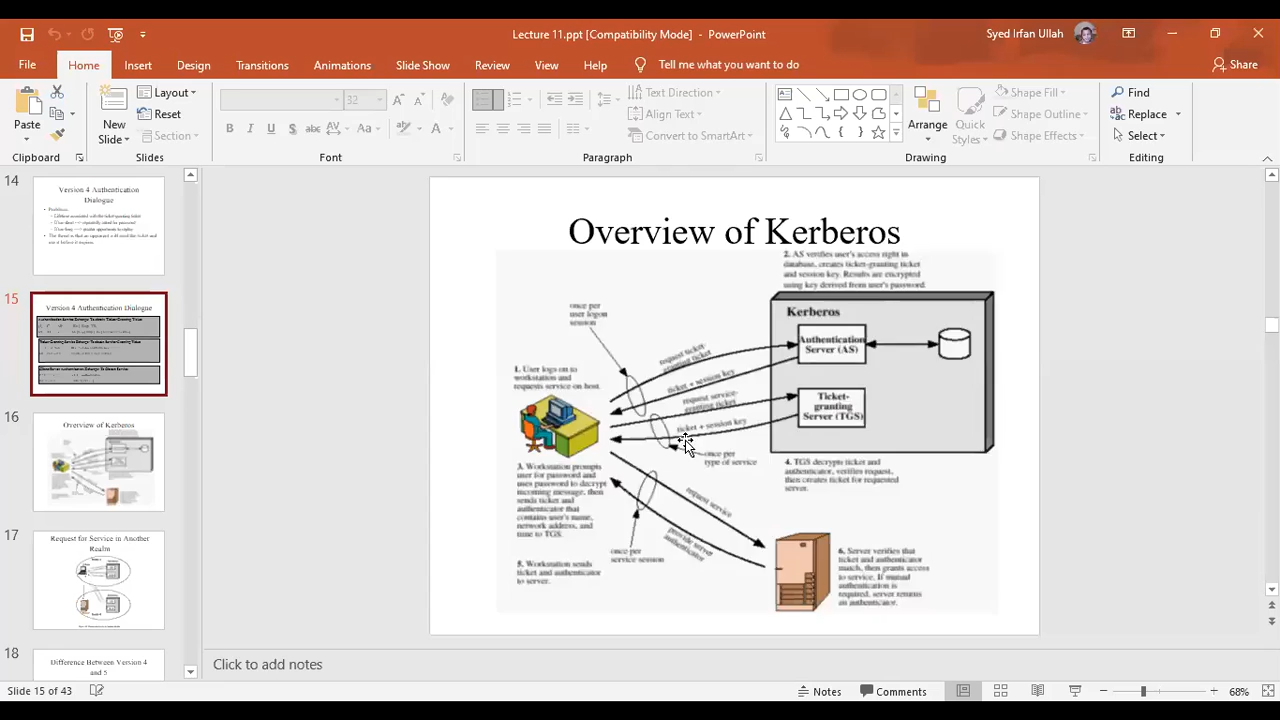 Lecture 11.ppt [Compatibility Mode] - PowerPoint
Syed Irfan Ullah
File Home Insert Design Transitions Animations Slide Show Review View Help Tell me what you want to do Share
Paste
New
Slide
Layout
Reset
Section
32
B I U S abc AV Aa A
Text Direction
Align Text
Convert to SmartArt
Arrange
Quick
Styles
Shape Fill
Shape Outline
Shape Effects
Find
Replace
Select
Clipboard Slides Font Paragraph Drawing Editing
14
Version 4 Authentication
Dialogue
15
Version 4 Authentication Dialogue
16
Overview of Kerberos
17
Request for Service in Another
Realm
18
Difference Between Version 4
and 5
Overview of Kerberos
2. AS verifies user's access right in
database, creates ticket-granting ticket
and session key. Results are encrypted
using key derived from user's password.
once per
user logon
session
Kerberos
Authentication
Server (AS)
request ticket-
granting ticket
ticket + session key
1. User logs on to
workstation and
requests service on host.
request service-
granting ticket
Ticket-
granting
Server (TGS)
ticket + session key
once per
type of service
3. Workstation prompts
user for password and
uses password to decrypt
incoming message, then
sends ticket and
authenticator that
contains user's name,
network address, and
time to TGS.
4. TGS decrypts ticket and
authenticator, verifies request,
then creates ticket for requested
server.
request service
provide server
authenticator
once per
service session
5. Workstation sends
ticket and authenticator
to server.
6. Server verifies that
ticket and authenticator
match, then grants access
to service. If mutual
authentication is
required, server returns
an authenticator.
Click to add notes
Slide 15 of 43
Notes Comments 68%